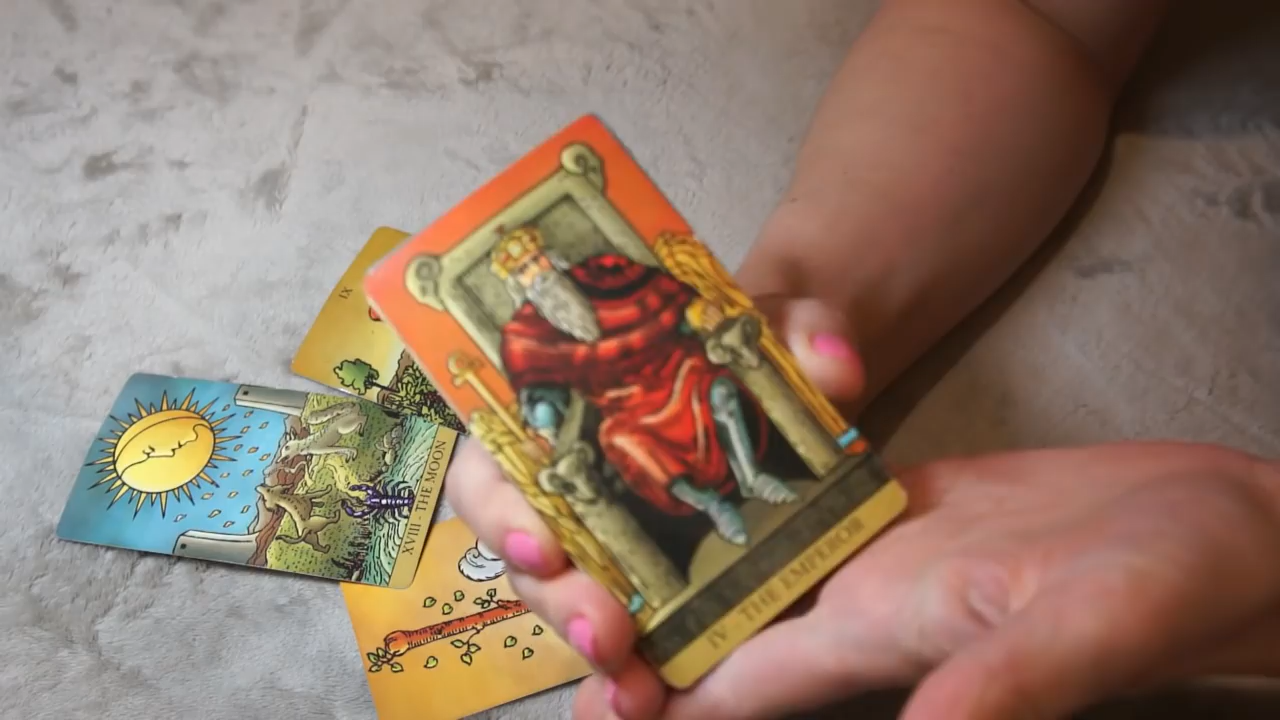 IX
XVIII - THE MOON
IV - THE EMPEROR